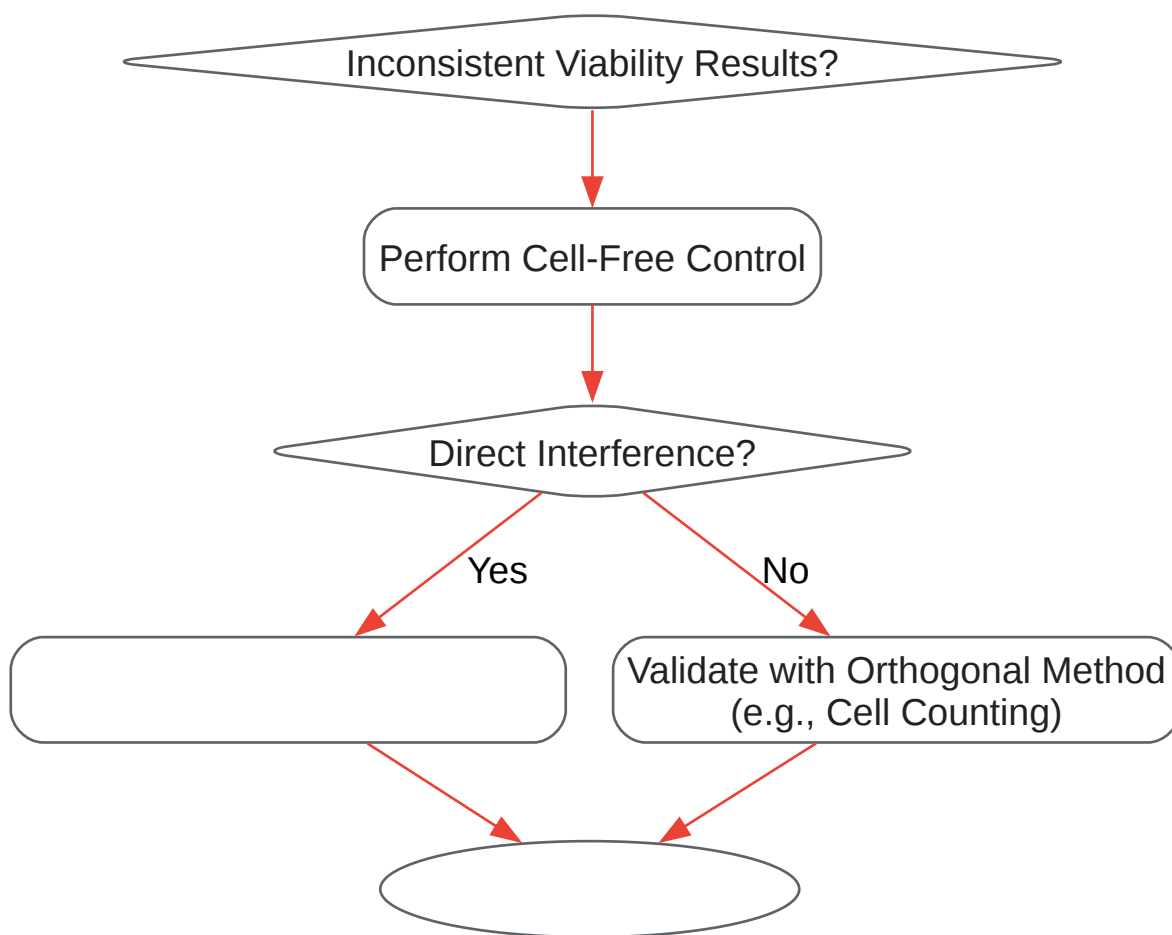 Inconsistent Viability Results?
Perform Cell-Free Control
Direct Interference?
Yes
No
Validate with Orthogonal Method
(e.g., Cell Counting)